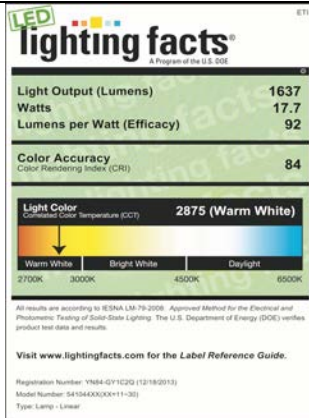 ETI
LED
lighting facts®
A Program of the U.S. DOE
Light Output (Lumens) 1637
Watts 17.7
Lumens per Watt (Efficacy) 92
Color Accuracy
Color Rendering Index (CRI) 84
Light Color
Correlated Color Temperature (CCT) 2875 (Warm White)
Warm White Bright White Daylight
2700K 3000K 4500K 6500K
All results are according to IESNA LM-79-2008: Approved Method for the Electrical and
Photometric Testing of Solid-State Lighting. The U.S. Department of Energy (DOE) verifies
product test data and results.
Visit www.lightingfacts.com for the Label Reference Guide.
Registration Number: YN84-GY1C2Q (12/18/2013)
Model Number: 541044XX(XX=11~30)
Type: Lamp - Linear